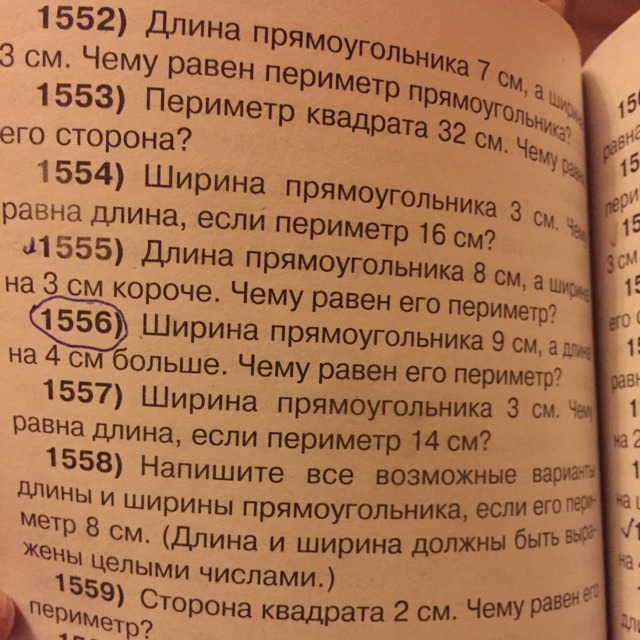 1552) Длина прямоугольника 7 см, а ширина
3 см. Чему равен периметр прямоугольника?
1553) Периметр квадрата 32 см. Чему равна
его сторона?
1554) Ширина прямоугольника 3 см. Чему
равна длина, если периметр 16 см?
1555) Длина прямоугольника 8 см, а ширина
на 3 см короче. Чему равен его периметр?
1556) Ширина прямоугольника 9 см, а длина
на 4 см больше. Чему равен его периметр?
1557) Ширина прямоугольника 3 см. Чему
равна длина, если периметр 14 см?
1558) Напишите все возможные варианты
длины и ширины прямоугольника, если его пери-
метр 8 см. (Длина и ширина должны быть выра-
жены целыми числами.)
1559) Сторона квадрата 2 см. Чему равен его
периметр?